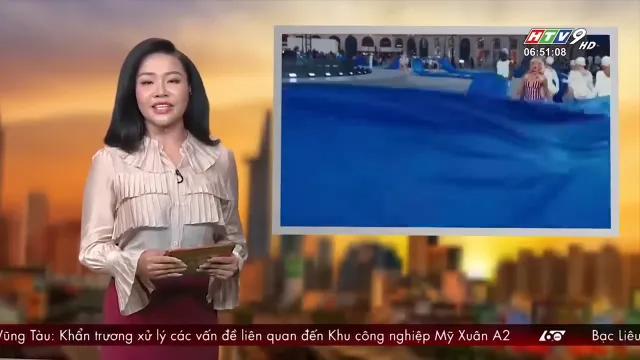 HTV9 HD
06:51:08
Vũng Tàu: Khẩn trương xử lý các vấn đề liên quan đến Khu công nghiệp Mỹ Xuân A2 60 Bạc Liêu